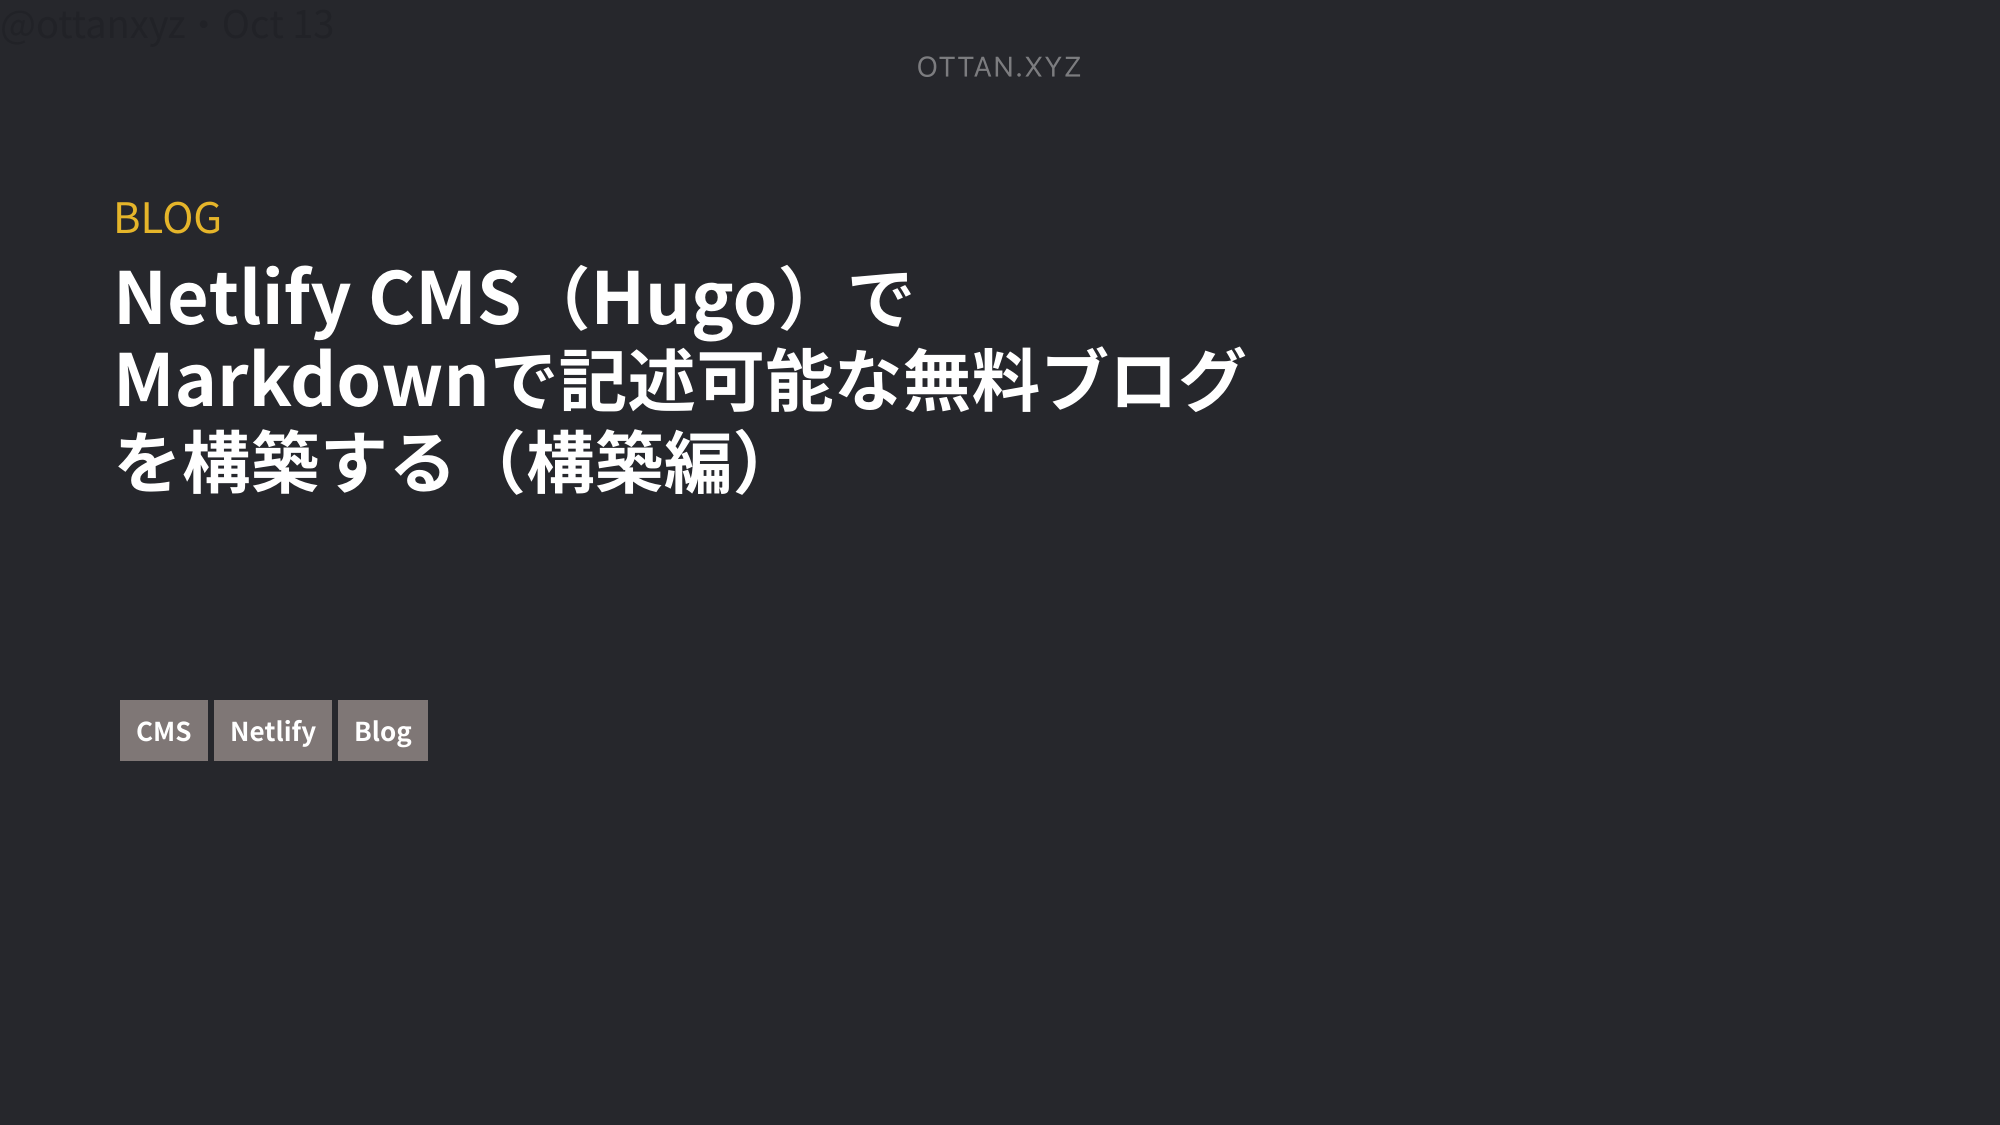 @ottanxyz・Oct 13
OTTAN.XYZ
BLOG
Netlify CMS（Hugo）で
Markdownで記述可能な無料ブログ
を構築する（構築編）
CMS
Netlify
Blog